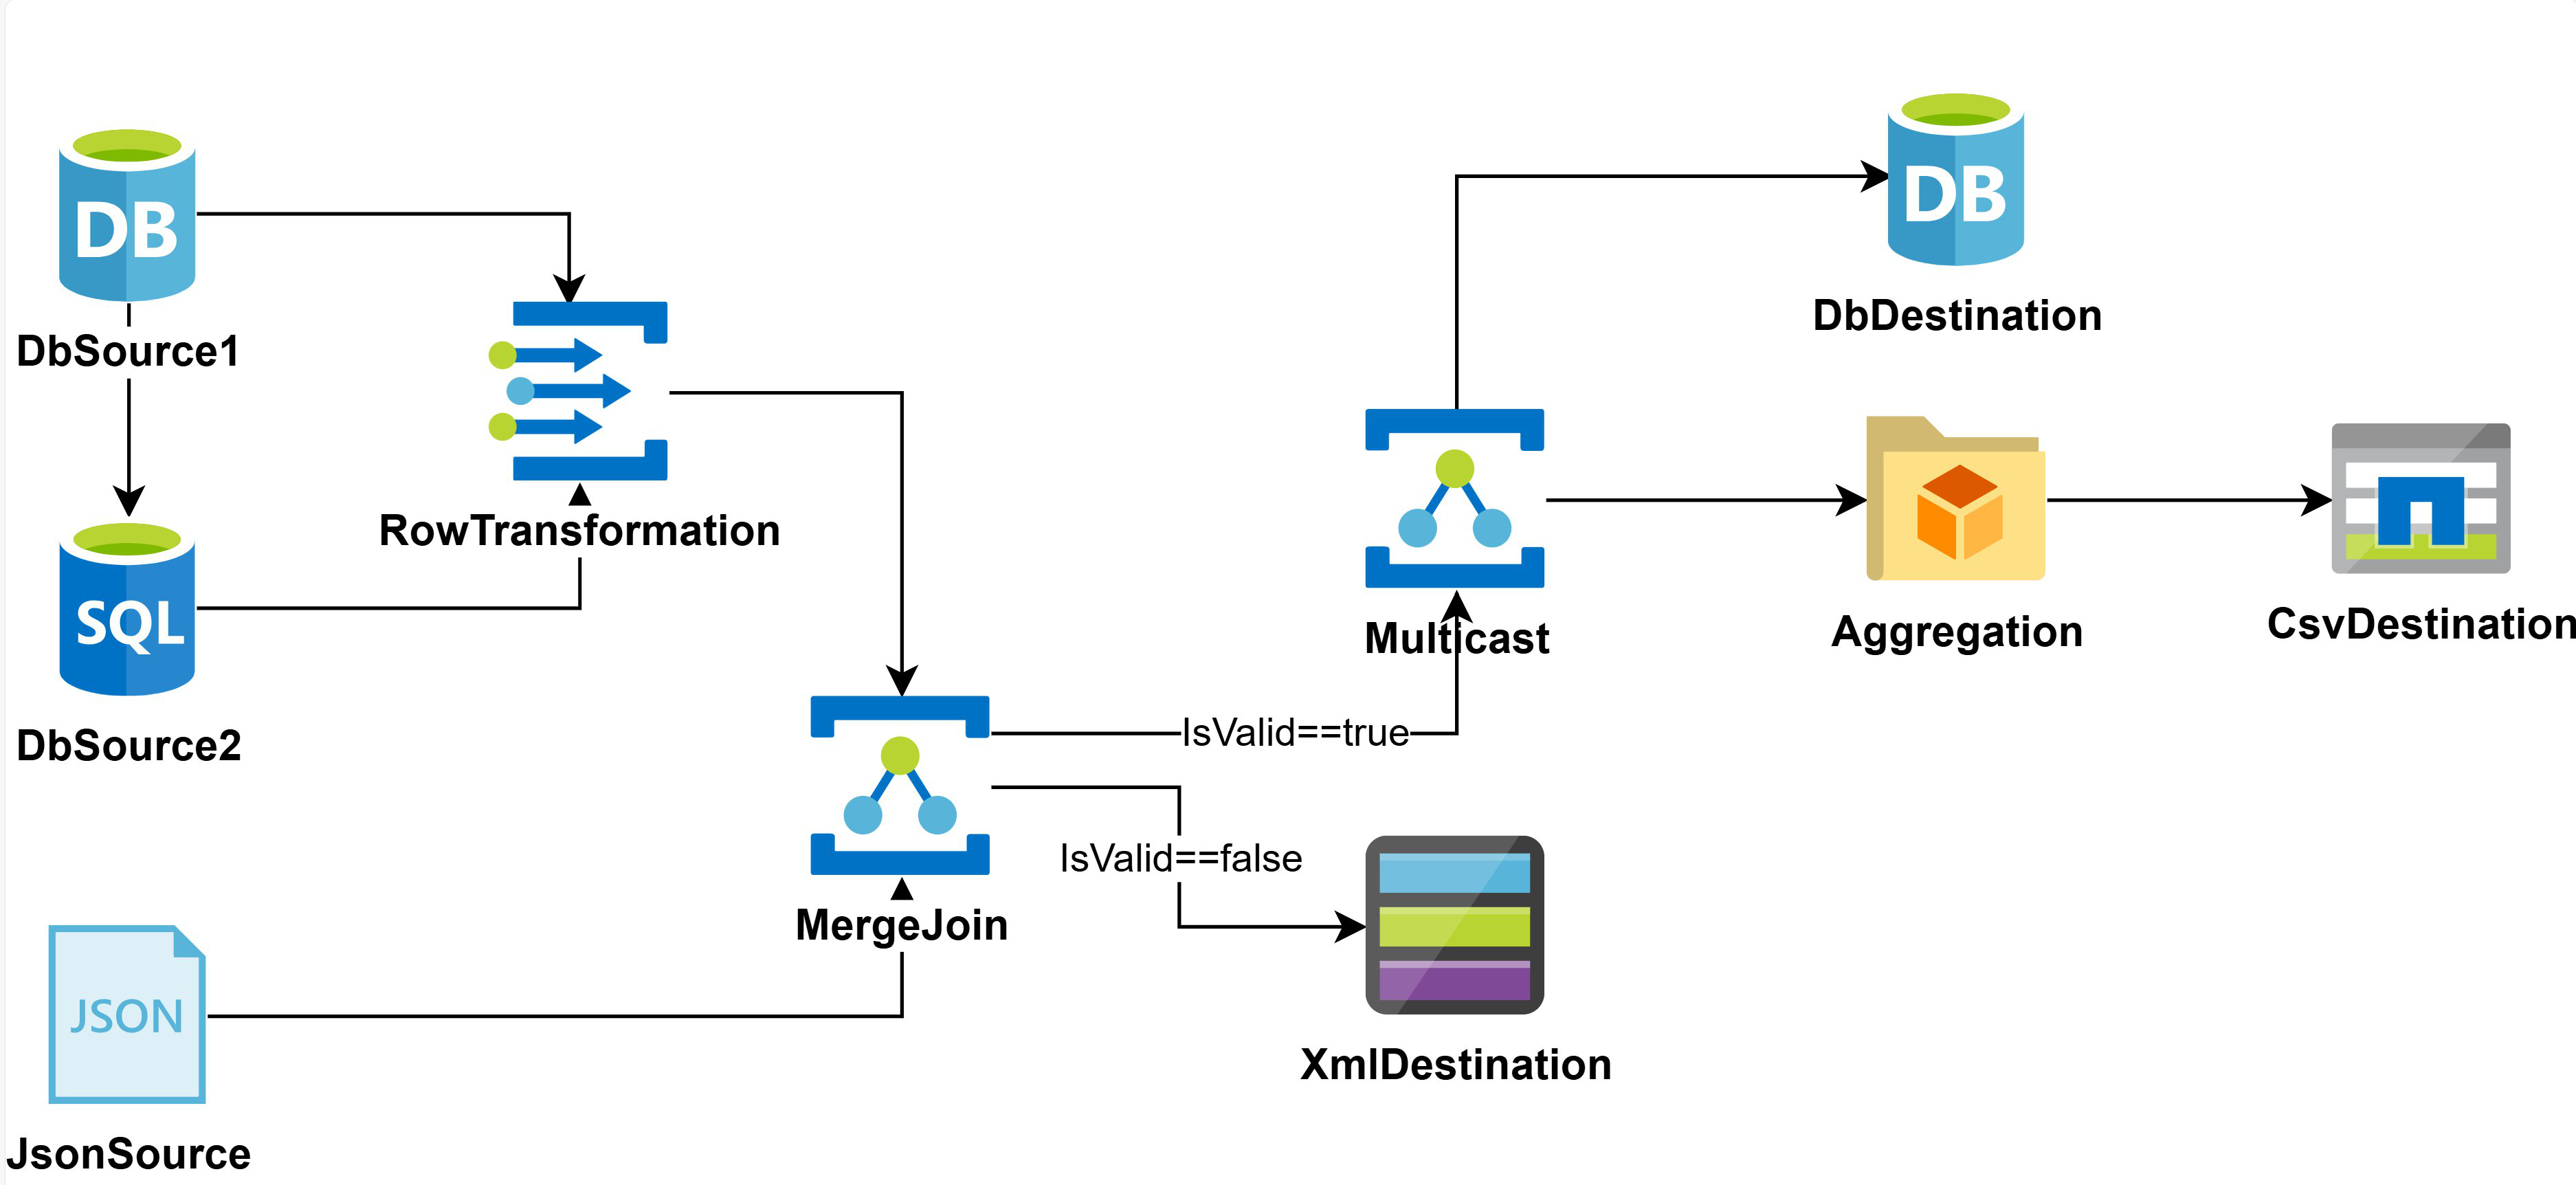 DB
DbSource1
RowTransformation
SQL
DbSource2
JSON
JsonSource
MergeJoin
IsValid==true
IsValid==false
XmlDestination
Multicast
DB
DbDestination
Aggregation
CsvDestination